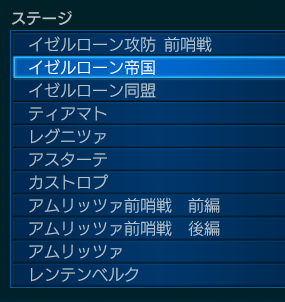 ステージ
イゼルローン攻防 前哨戦
イゼルローン帝国
イゼルローン同盟
ティアマト
レグニツァ
アスターテ
カストロプ
アムリッツァ前哨戦　前編
アムリッツァ前哨戦　後編
アムリッツァ
レンテンベルク